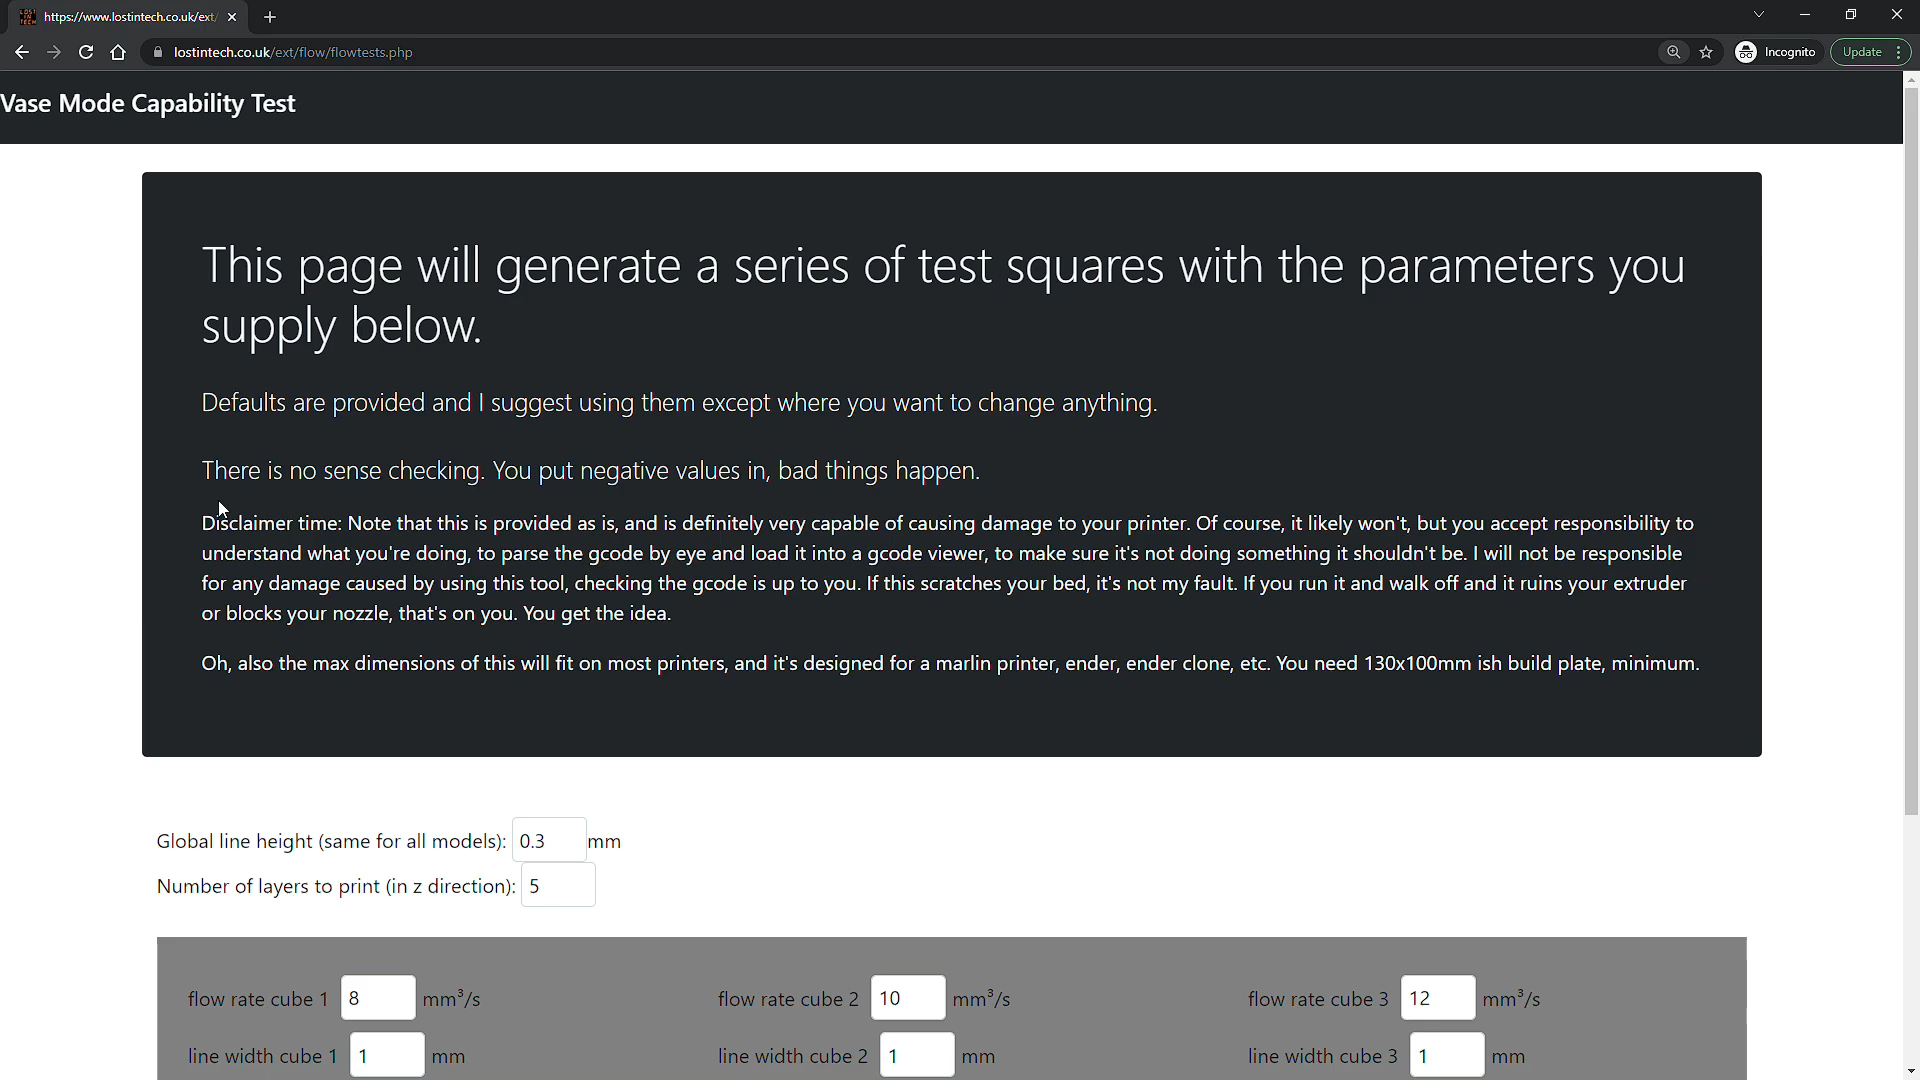 https://www.lostintech.co.uk/ext/
lostintech.co.uk/ext/flow/flowtests.php
Incognito
Update
Vase Mode Capability Test
This page will generate a series of test squares with the parameters you
supply below.
Defaults are provided and I suggest using them except where you want to change anything.
There is no sense checking. You put negative values in, bad things happen.
Disclaimer time: Note that this is provided as is, and is definitely very capable of causing damage to your printer. Of course, it likely won't, but you accept responsibility to
understand what you're doing, to parse the gcode by eye and load it into a gcode viewer, to make sure it's not doing something it shouldn't be. I will not be responsible
for any damage caused by using this tool, checking the gcode is up to you. If this scratches your bed, it's not my fault. If you run it and walk off and it ruins your extruder
or blocks your nozzle, that's on you. You get the idea.
Oh, also the max dimensions of this will fit on most printers, and it's designed for a marlin printer, ender, ender clone, etc. You need 130x100mm ish build plate, minimum.
Global line height (same for all models): 0.3 mm
Number of layers to print (in z direction): 5
flow rate cube 1 8 mm³/s flow rate cube 2 10 mm³/s flow rate cube 3 12 mm³/s
line width cube 1 1 mm line width cube 2 1 mm line width cube 3 1 mm